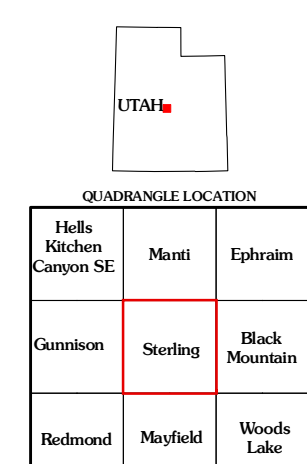 UTAH
QUADRANGLE LOCATION
Hells
Kitchen
Canyon SE
Manti
Ephraim
Gunnison
Sterling
Black
Mountain
Redmond
Mayfield
Woods
Lake